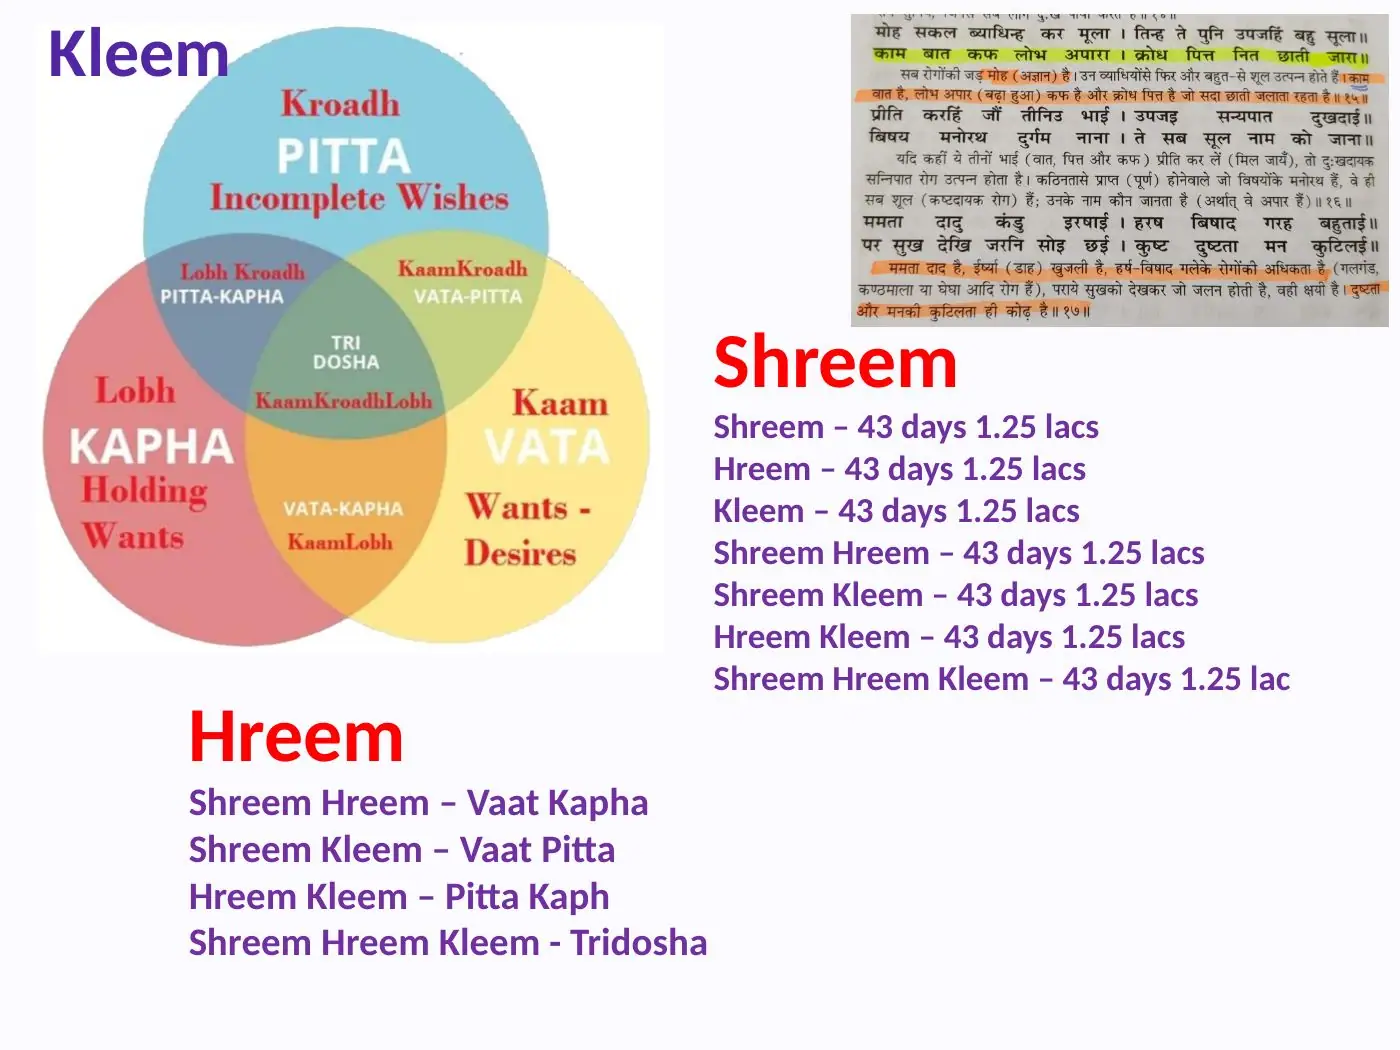 Kleem
Kroadh
PITTA
Incomplete Wishes
Lobh Kroadh
PITTA-KAPHA
KaamKroadh
VATA-PITTA
TRI
DOSHA
KaamKroadhLobh
Lobh
KAPHA
Holding
Wants
Kaam
VATA
Wants -
Desires
VATA-KAPHA
KaamLobh
मोह सकल ब्याधिन्ह कर मूला । तिन्ह ते पुनि उपजहिं बहु सूला॥
काम बात कफ लोभ अपारा । क्रोध पित्त नित छाती जारा॥
सब रोगोंकी जड़ मोह (अज्ञान) है। उन व्याधियोंसे फिर और बहुत-से शूल उत्पन्न होते हैं। काम
वात है, लोभ अपार (बढ़ा हुआ) कफ है और क्रोध पित्त है जो सदा छाती जलाता रहता है॥ १५॥
प्रीति करहिं जौं तीनिउ भाई । उपजइ सन्यपात दुखदाई॥
बिषय मनोरथ दुर्गम नाना । ते सब सूल नाम को जाना॥
यदि कहीं ये तीनों भाई (वात, पित्त और कफ) प्रीति कर लें (मिल जायँ), तो दुःखदायक
सन्निपात रोग उत्पन्न होता है। कठिनतासे प्राप्त (पूर्ण) होनेवाले जो विषयोंके मनोरथ हैं, वे ही
सब शूल (कष्टदायक रोग) हैं; उनके नाम कौन जानता है (अर्थात् वे अपार हैं)॥ १६॥
ममता दादु कंडु इरषाई । हरष बिषाद गरह बहुताई॥
पर सुख देखि जरनि सोइ छई । कुष्ट दुष्टता मन कुटिलई॥
ममता दाद है, ईर्ष्या (डाह) खुजली है, हर्ष-विषाद गलेके रोगोंकी अधिकता है (गलगंड,
कण्ठमाला या घेघा आदि रोग हैं), पराये सुखको देखकर जो जलन होती है, वही क्षयी है। दुष्टता
और मनकी कुटिलता ही कोढ़ है॥ १७॥
Shreem
Shreem – 43 days 1.25 lacs
Hreem – 43 days 1.25 lacs
Kleem – 43 days 1.25 lacs
Shreem Hreem – 43 days 1.25 lacs
Shreem Kleem – 43 days 1.25 lacs
Hreem Kleem – 43 days 1.25 lacs
Shreem Hreem Kleem – 43 days 1.25 lac
Hreem
Shreem Hreem – Vaat Kapha
Shreem Kleem – Vaat Pitta
Hreem Kleem – Pitta Kaph
Shreem Hreem Kleem - Tridosha